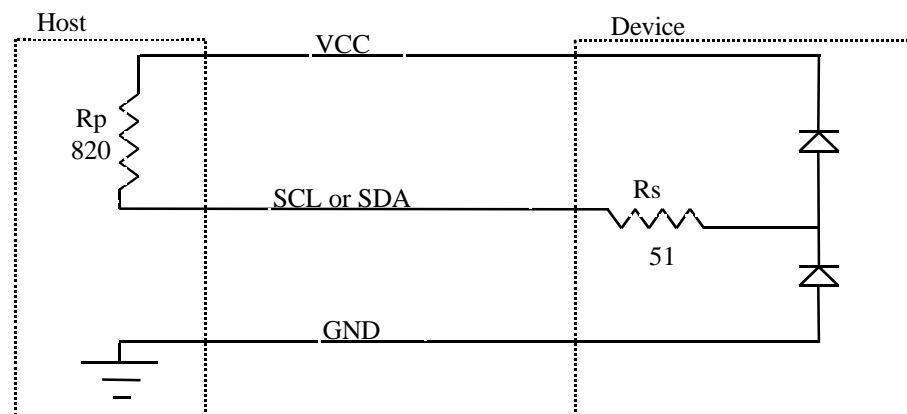 Host
Device
VCC
Rp
820
SCL or SDA
Rs
51
GND